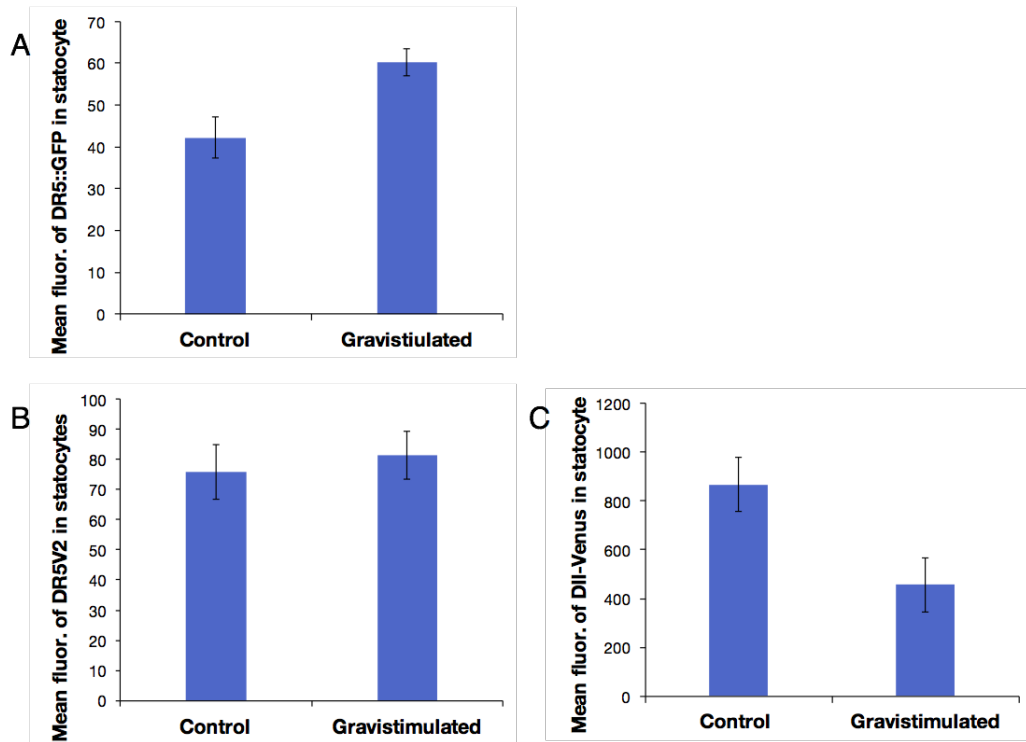 A
Mean fluor. of DR5::GFP in statocyte
70
60
50
40
30
20
10
0
Control Gravistiulated
B
Mean fluor. of DR5V2 in statocytes
100
90
80
70
60
50
40
30
20
10
0
Control Gravistimulated
C
Mean fluor. of DII-Venus in statocyte
1200
1000
800
600
400
200
0
Control Gravistimulated